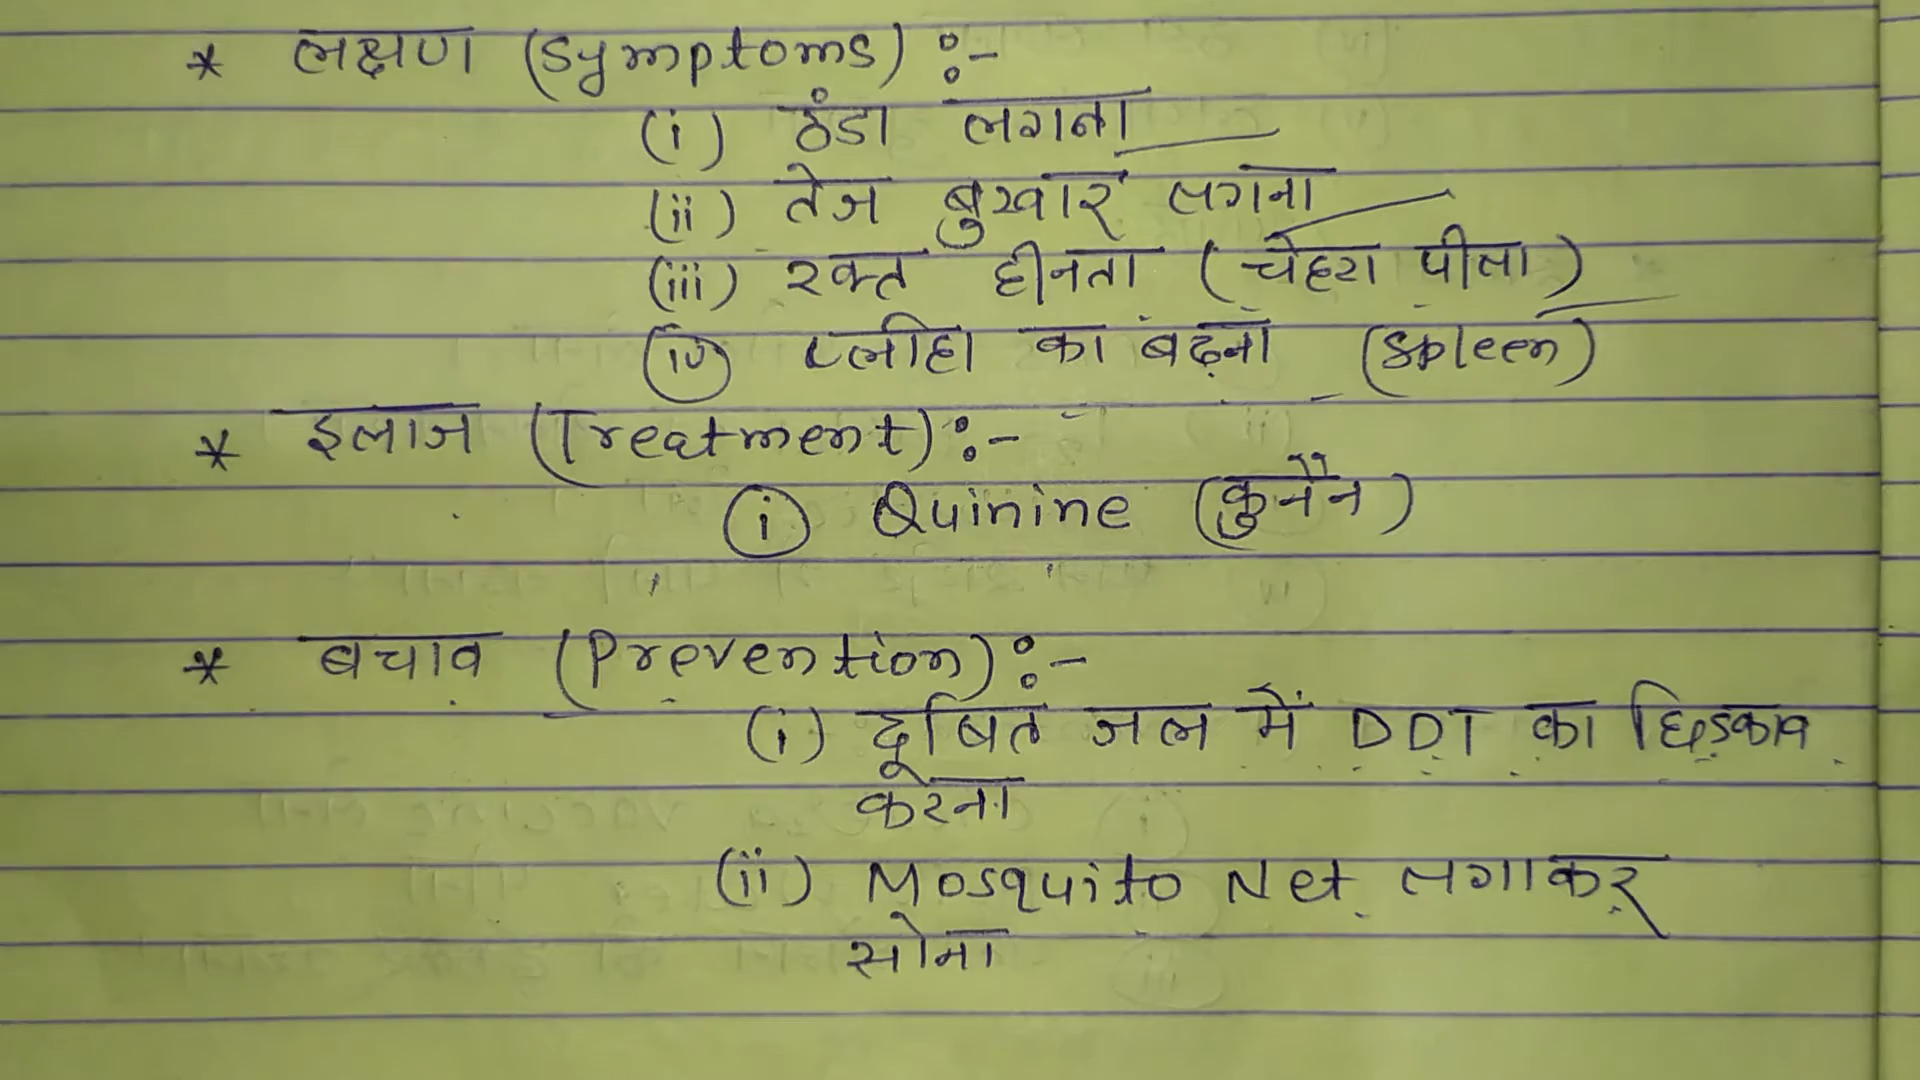 * लक्षण (Symptoms) :-
(i) ठंडा लगना
(ii) तेज बुखार लगना
(iii) रक्त हीनता (चेहरा पीला)
(iv) प्लीहा का बढ़ना (Spleen)
* इलाज (Treatment) :-
(i) Quinine (कुनैन)
* बचाव (Prevention) :-
(i) दूषित जल में DDT का छिड़काव
करना
(ii) Mosquito Net लगाकर
सोना